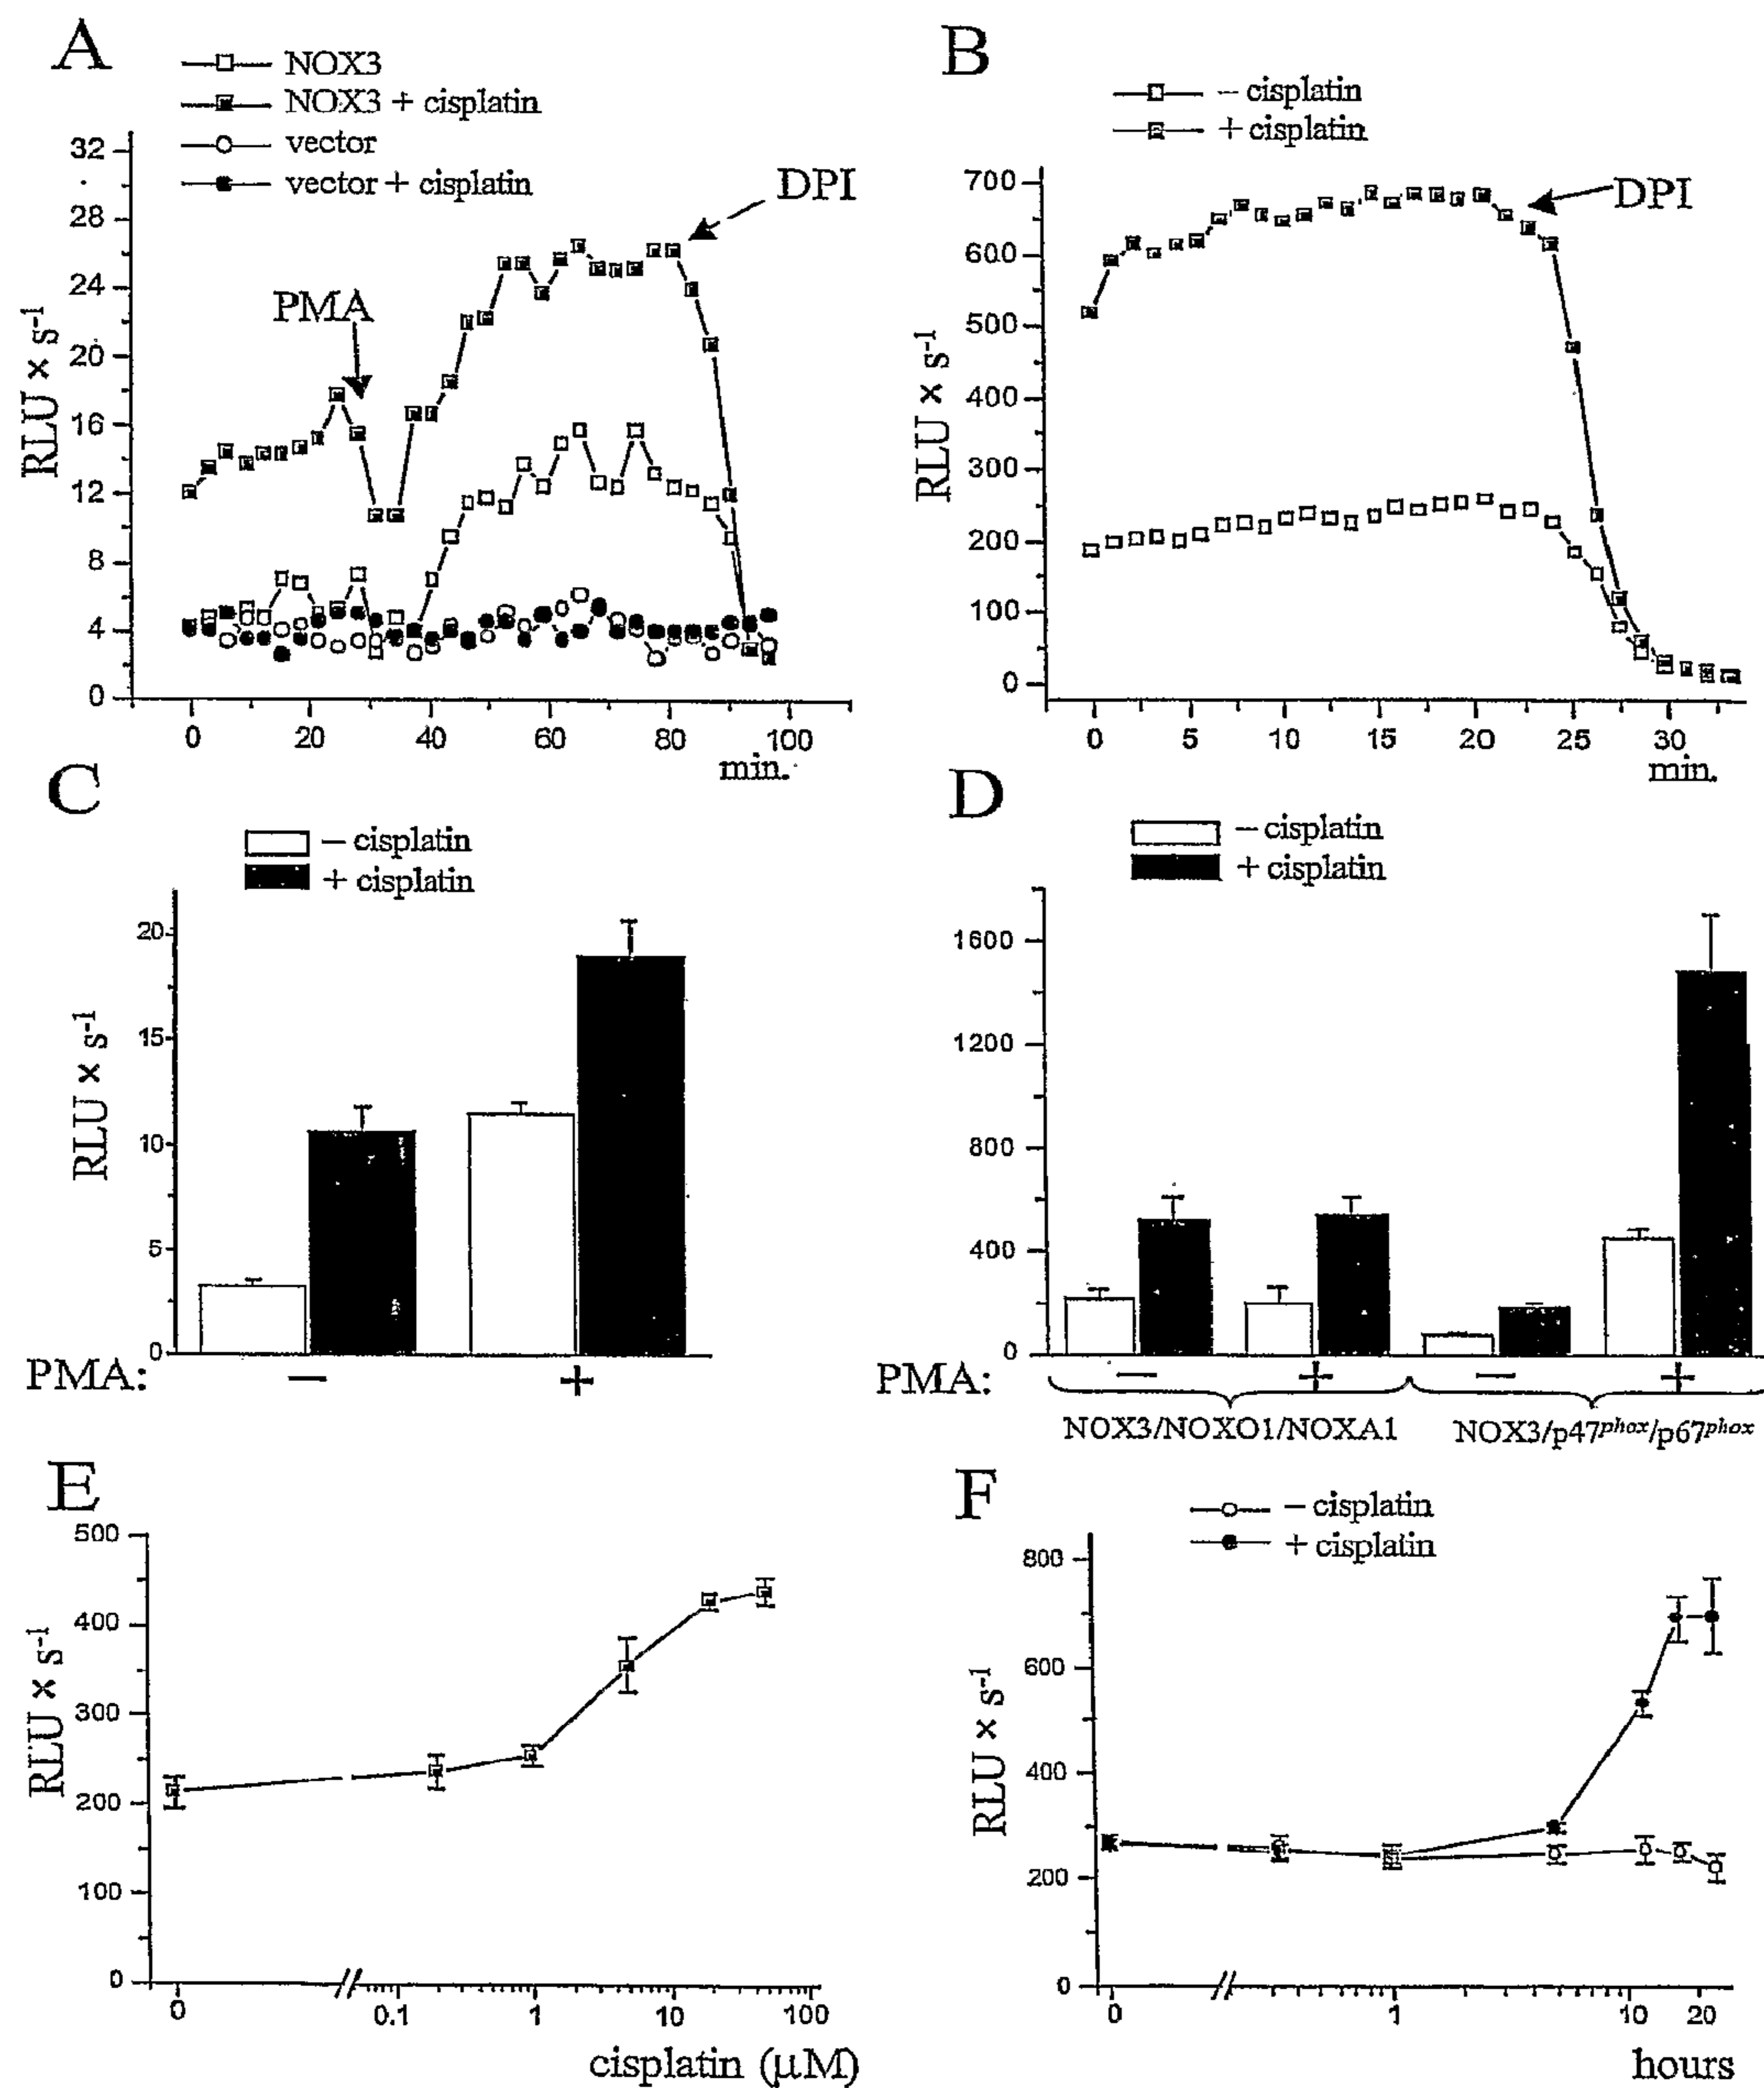 A
NOX3
NOX3 + cisplatin
vector
vector + cisplatin
PMA
DPI
RLU × s⁻¹
32
28
24
20
16
12
8
4
0
0 20 40 60 80 100
min.
B
− cisplatin
+ cisplatin
DPI
RLU × s⁻¹
700
600
500
400
300
200
100
0
0 5 10 15 20 25 30
min.
C
− cisplatin
+ cisplatin
RLU × s⁻¹
20
15
10
5
0
PMA: − +
D
− cisplatin
+ cisplatin
1600
1200
800
400
0
PMA: − + − +
NOX3/NOXO1/NOXA1 NOX3/p47ᵖʰᵒˣ/p67ᵖʰᵒˣ
E
RLU × s⁻¹
500
400
300
200
100
0
0 0.1 1 10 100
cisplatin (µM)
F
− cisplatin
+ cisplatin
RLU × s⁻¹
800
600
400
200
0
0 1 10 20
hours